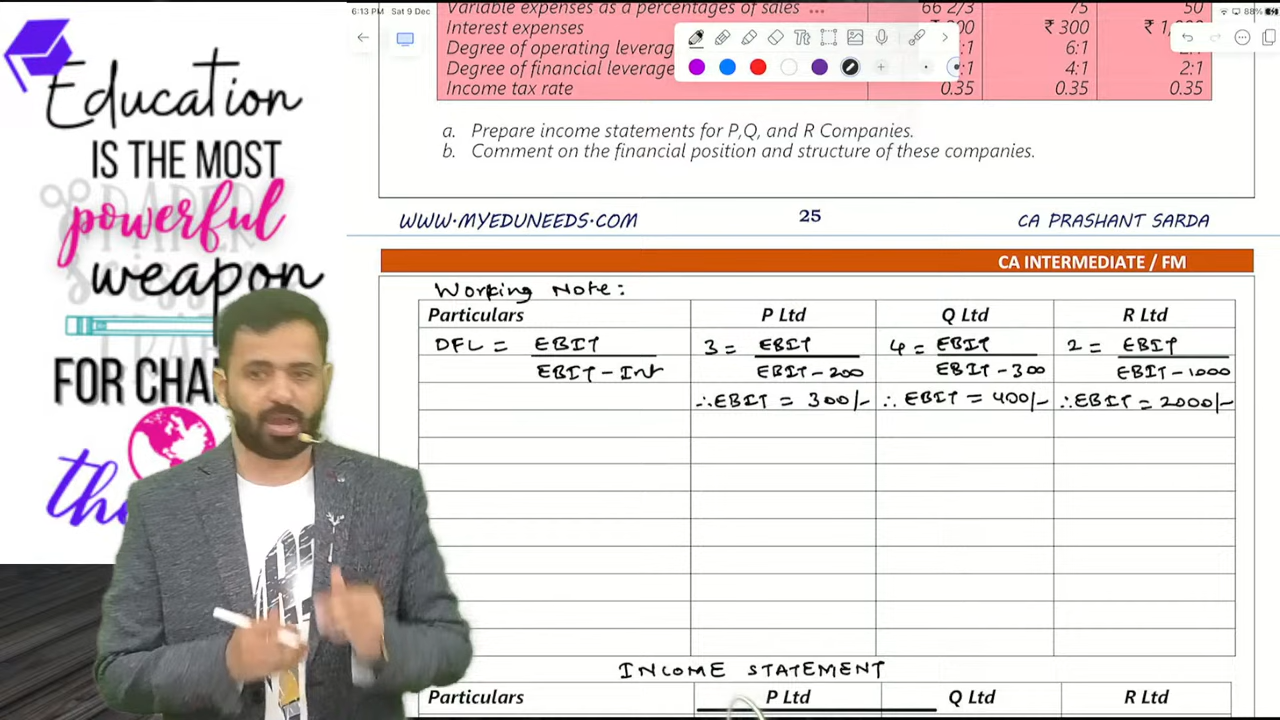 6:13 PM Sat 9 Dec
88%
Education
IS THE MOST
powerful
weapon
FOR CHA
Variable expenses as a percentages of sales 66 2/3 75 50
Interest expenses ₹ 300
Degree of operating leverag :1 6:1
Degree of financial leverage :1 4:1 2:1
Income tax rate 0.35 0.35 0.35
a. Prepare income statements for P,Q, and R Companies.
b. Comment on the financial position and structure of these companies.
WWW.MYEDUNEEDS.COM 25 CA PRASHANT SARDA
CA INTERMEDIATE / FM
Working Note:
Particulars P Ltd Q Ltd R Ltd
DFL = EBIT 3 = EBIT 4 = EBIT 2 = EBIT
EBIT - Int EBIT - 200 EBIT - 300 EBIT - 1000
∴EBIT = 300/- ∴ EBIT = 400/- ∴EBIT = 2000/-
INCOME STATEMENT
Particulars P Ltd Q Ltd R Ltd